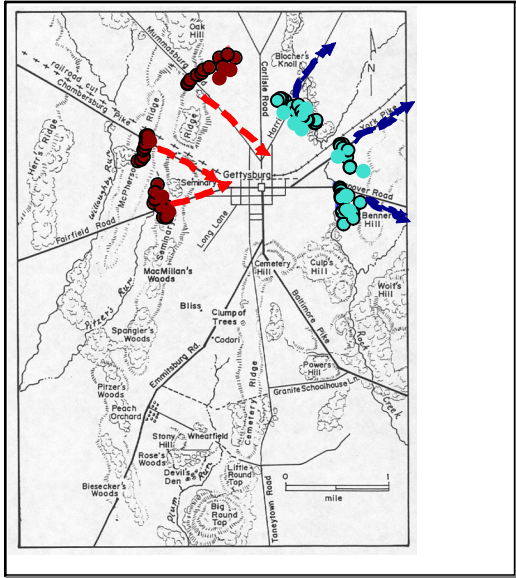 Oak
Hill
Mummasburg
Blocher's
Knoll
Carlisle Road
Harri
N
railroad cut
Chambersburg Pike
York Pike
Herr's Ridge
Ridge
Ridge
Willoughby Run
McPherson
Seminary
Gettysburg
nover Road
Benner
Hill
Fairfield Road
Long Lane
Seminar
MacMillan's
Woods
Cemetery
Hill
Culp's
Hill
Wolf's
Hill
Pitzer's Run
Bliss
Clump of
Trees
Codori
Baltimore Pike
Spangler's
Woods
Emmitsburg Rd.
Rock
Creek
Powers
Hill
Granite Schoolhouse Ln
Pitzer's
Woods
Peach
Orchard
Cemetery Ridge
Stony
Hill
Wheatfield
Rose's
Woods
Devil's
Den
Little
Round
Top
Plum
Run
Biesecker's
Woods
Big
Round
Top
Taneytown Road
0 1
mile